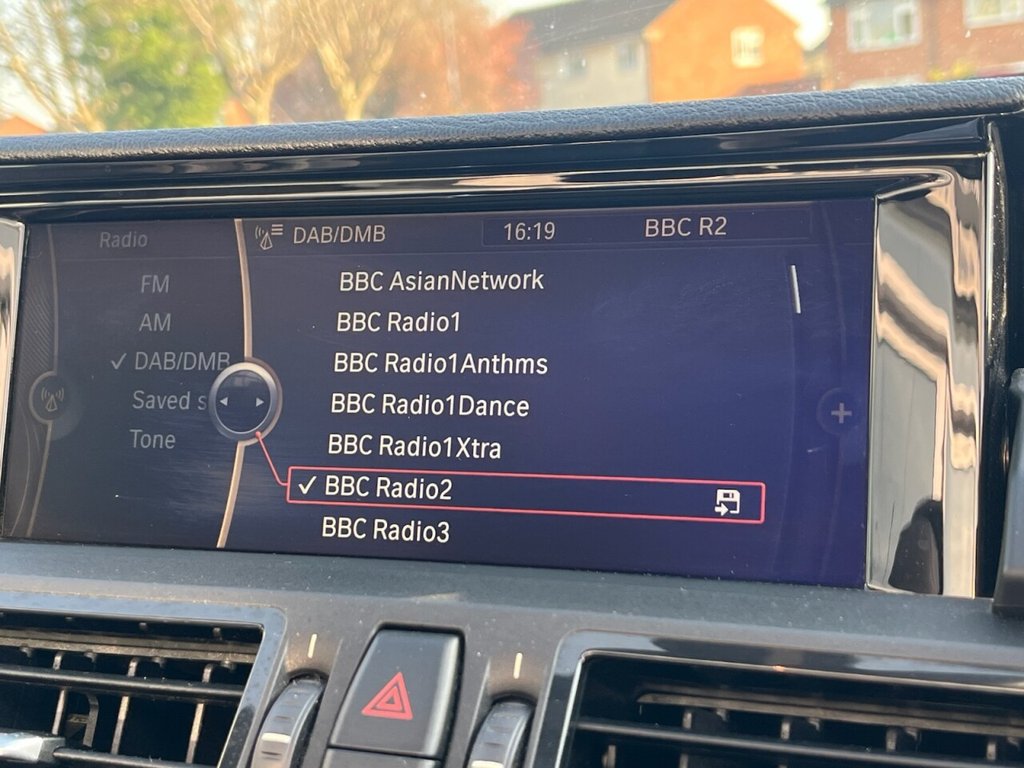 Radio
DAB/DMB
16:19
BBC R2
FM
AM
✓ DAB/DMB
Saved s
Tone
BBC AsianNetwork
BBC Radio1
BBC Radio1Anthms
BBC Radio1Dance
BBC Radio1Xtra
✓ BBC Radio2
BBC Radio3